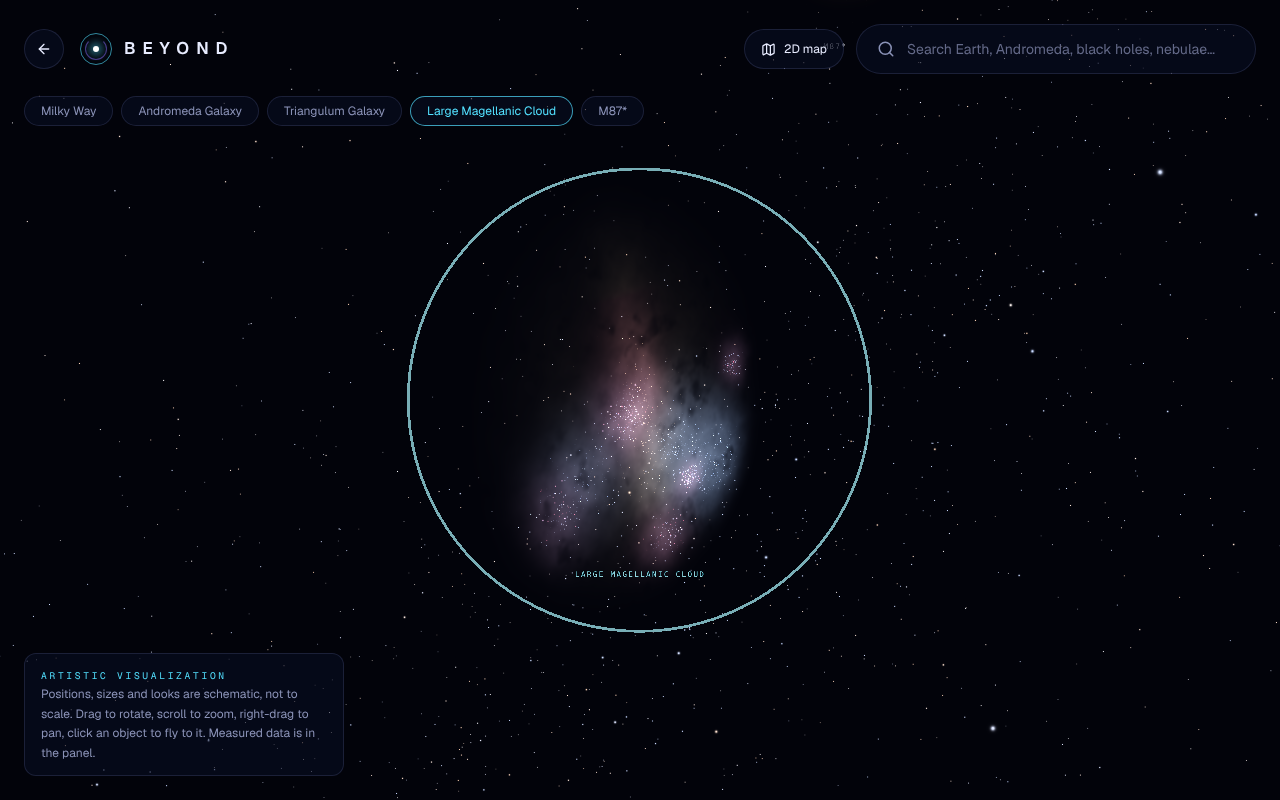 BEYOND
2D map
Search Earth, Andromeda, black holes, nebulae...
Milky Way
Andromeda Galaxy
Triangulum Galaxy
Large Magellanic Cloud
M87*
LARGE MAGELLANIC CLOUD
ARTISTIC VISUALIZATION
Positions, sizes and looks are schematic, not to
scale. Drag to rotate, scroll to zoom, right-drag to
pan, click an object to fly to it. Measured data is in
the panel.